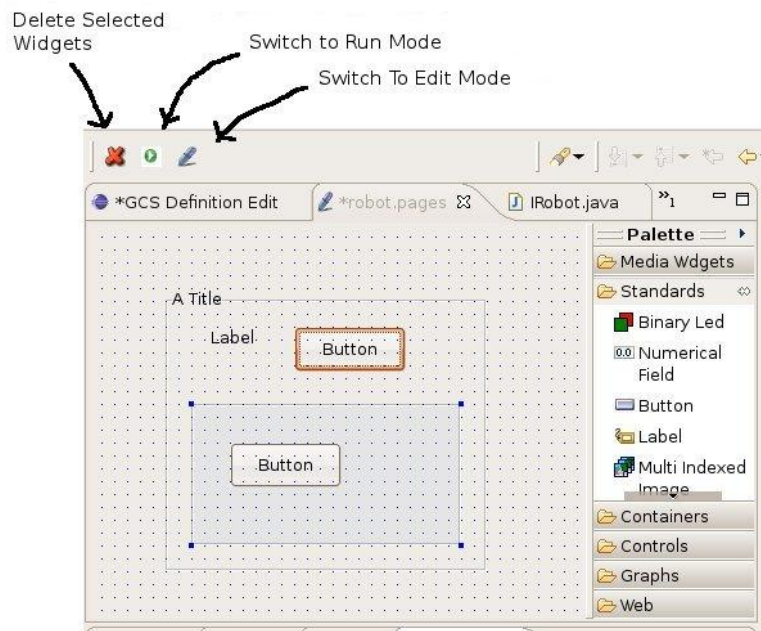 Delete Selected
Widgets
Switch to Run Mode
Switch To Edit Mode
*GCS Definition Edit
*robot.pages
IRobot.java
»1
Palette
Media Wdgets
A Title
Standards
Label
Button
Binary Led
0.0 Numerical
Field
Button
Label
Button
Multi Indexed
Image
Containers
Controls
Graphs
Web